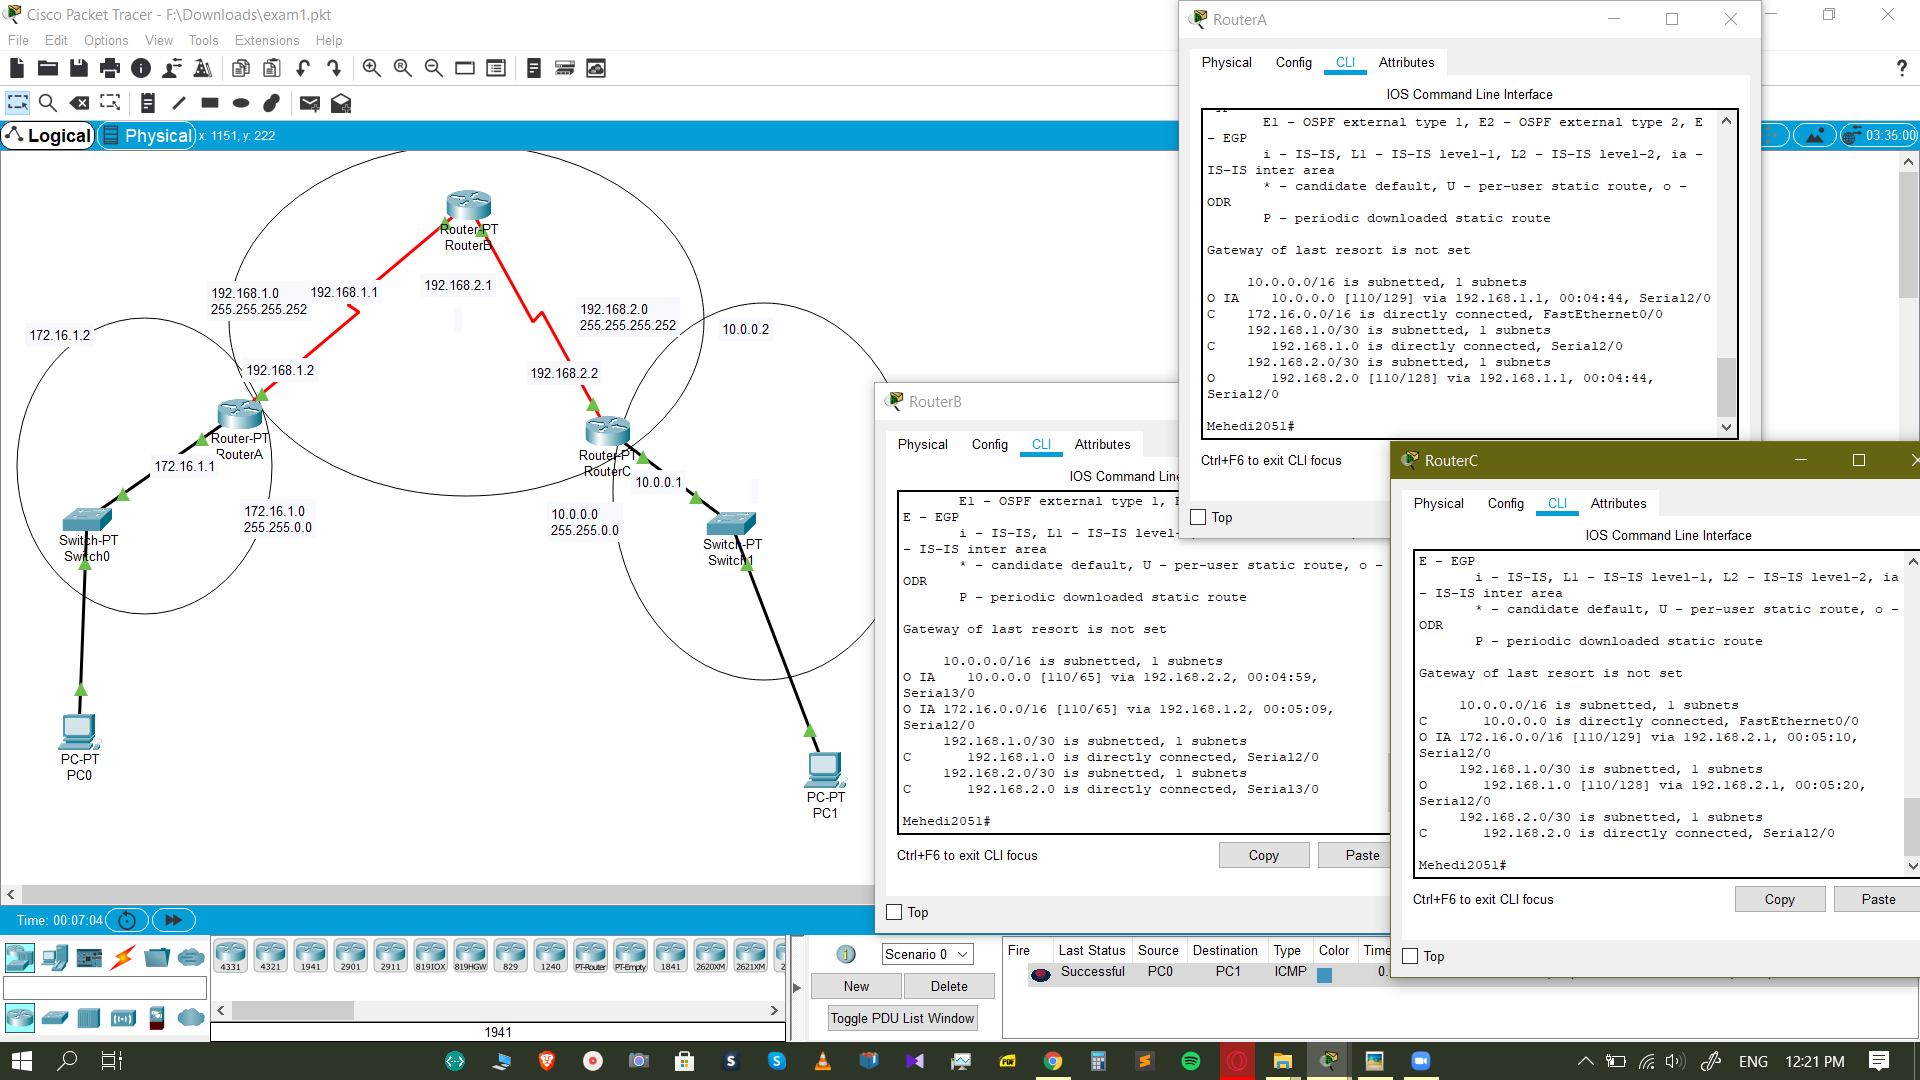 Cisco Packet Tracer - F:\Downloads\exam1.pkt
File Edit Options View Tools Extensions Help
?
Logical Physical x: 1151, y: 222
03:35:00
Router-PT
RouterB
192.168.1.0
255.255.255.252
192.168.1.1
192.168.2.1
192.168.2.0
255.255.255.252
172.16.1.2
10.0.0.2
192.168.1.2
192.168.2.2
Router-PT
RouterA
172.16.1.1
Router-PT
RouterC
10.0.0.1
172.16.1.0
255.255.0.0
10.0.0.0
255.255.0.0
Switch-PT
Switch0
Switch-PT
Switch1
PC-PT
PC0
PC-PT
PC1
RouterA
Physical Config CLI Attributes
IOS Command Line Interface
E1 - OSPF external type 1, E2 - OSPF external type 2, E
- EGP
i - IS-IS, L1 - IS-IS level-1, L2 - IS-IS level-2, ia -
IS-IS inter area
* - candidate default, U - per-user static route, o -
ODR
P - periodic downloaded static route
Gateway of last resort is not set
10.0.0.0/16 is subnetted, 1 subnets
O IA 10.0.0.0 [110/129] via 192.168.1.1, 00:04:44, Serial2/0
C 172.16.0.0/16 is directly connected, FastEthernet0/0
192.168.1.0/30 is subnetted, 1 subnets
C 192.168.1.0 is directly connected, Serial2/0
192.168.2.0/30 is subnetted, 1 subnets
O 192.168.2.0 [110/128] via 192.168.1.1, 00:04:44,
Serial2/0
Mehedi2051#
Ctrl+F6 to exit CLI focus
Top
RouterB
Physical Config CLI Attributes
IOS Command Li
E1 - OSPF external type 1,
E - EGP
i - IS-IS, L1 - IS-IS level-
- IS-IS inter area
* - candidate default, U - per-user static route, o -
ODR
P - periodic downloaded static route
Gateway of last resort is not set
10.0.0.0/16 is subnetted, 1 subnets
O IA 10.0.0.0 [110/65] via 192.168.2.2, 00:04:59,
Serial3/0
O IA 172.16.0.0/16 [110/65] via 192.168.1.2, 00:05:09,
Serial2/0
192.168.1.0/30 is subnetted, 1 subnets
C 192.168.1.0 is directly connected, Serial2/0
192.168.2.0/30 is subnetted, 1 subnets
C 192.168.2.0 is directly connected, Serial3/0
Mehedi2051#
Ctrl+F6 to exit CLI focus Copy Paste
Top
RouterC
Physical Config CLI Attributes
IOS Command Line Interface
E - EGP
i - IS-IS, L1 - IS-IS level-1, L2 - IS-IS level-2, ia
- IS-IS inter area
* - candidate default, U - per-user static route, o -
ODR
P - periodic downloaded static route
Gateway of last resort is not set
10.0.0.0/16 is subnetted, 1 subnets
C 10.0.0.0 is directly connected, FastEthernet0/0
O IA 172.16.0.0/16 [110/129] via 192.168.2.1, 00:05:10,
Serial2/0
192.168.1.0/30 is subnetted, 1 subnets
O 192.168.1.0 [110/128] via 192.168.2.1, 00:05:20,
Serial2/0
192.168.2.0/30 is subnetted, 1 subnets
C 192.168.2.0 is directly connected, Serial2/0
Mehedi2051#
Ctrl+F6 to exit CLI focus Copy Paste
Top
Time: 00:07:04
4331 4321 1941 2901 2911 819IOX 819HGW 829 1240 PT-Router PT-Empty 1841 2620XM 2621XM 2
1941
Scenario 0
New Delete
Toggle PDU List Window
Fire Last Status Source Destination Type Color Time
Successful PC0 PC1 ICMP 0.
ENG 12:21 PM